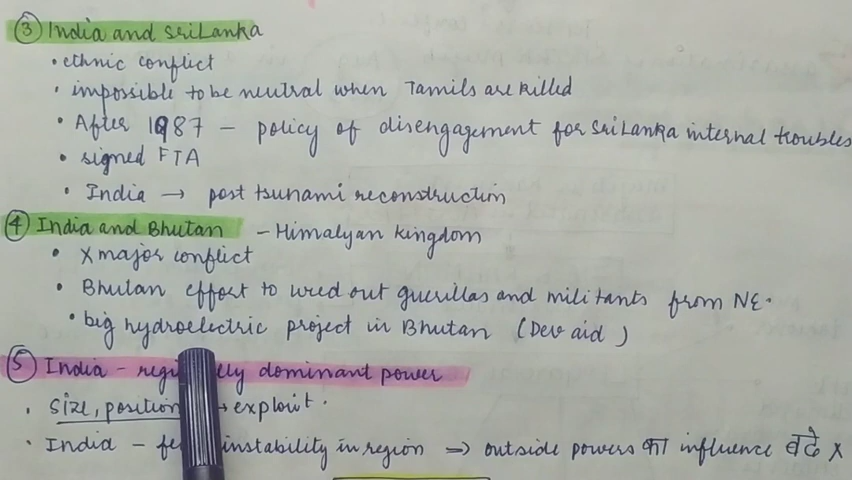 ③ India and SriLanka
• ethnic conflict
• impossible to be neutral when Tamils are killed
• After 1987 – policy of disengagement for SriLanka internal troubles
• signed FTA
• India → post tsunami reconstruction
④ India and Bhutan – Himalyan kingdom
• X major conflict
• Bhutan effort to weed out guerillas and militants from NE.
• big hydroelectric project in Bhutan (Dev aid)
⑤ India – dominant power
• Size, position → exploit.
• India – instability in region ⇒ outside powers का influence बढ़े X